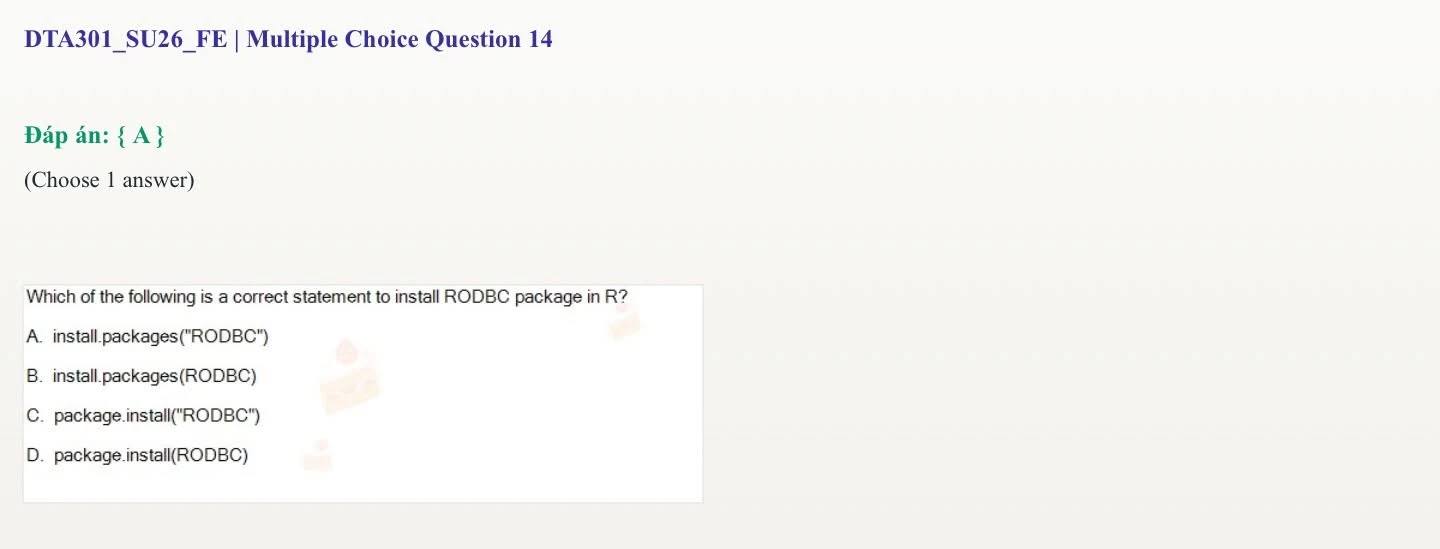 DTA301_SU26_FE | Multiple Choice Question 14
Đáp án: { A }
(Choose 1 answer)
Which of the following is a correct statement to install RODBC package in R?
A. install.packages("RODBC")
B. install.packages(RODBC)
C. package.install("RODBC")
D. package.install(RODBC)